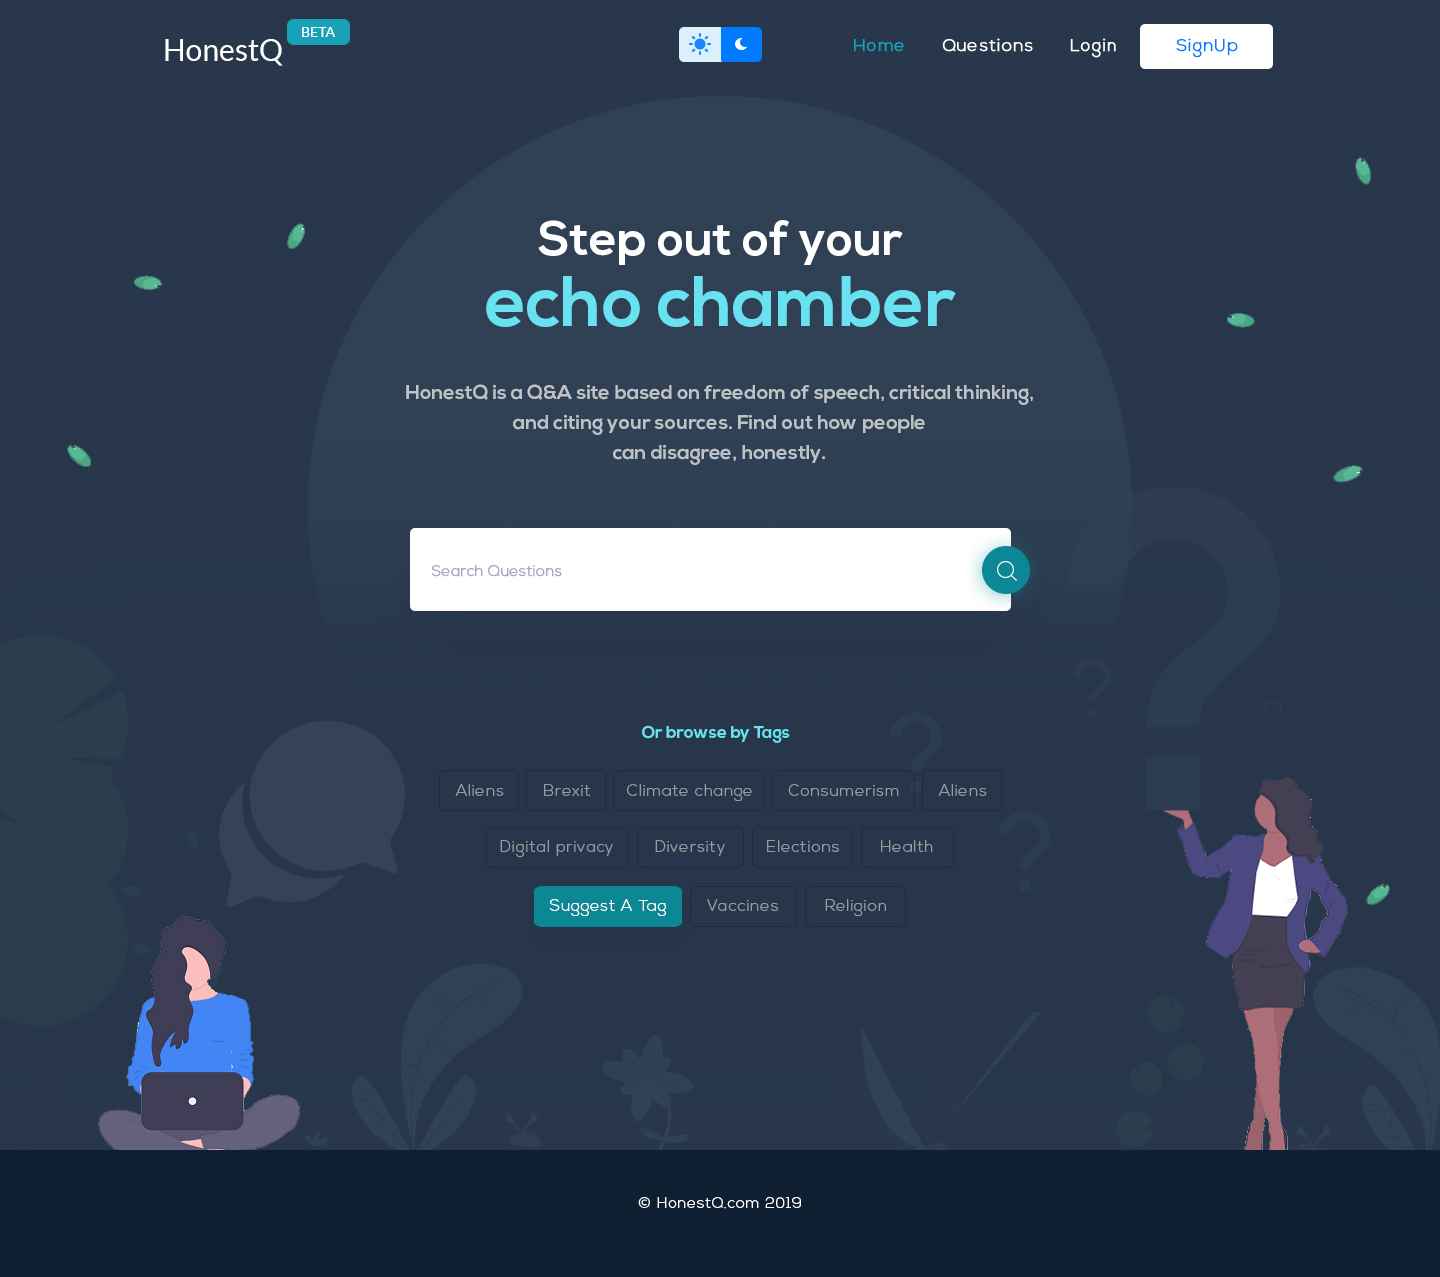 HonestQ BETA
Home Questions Login SignUp
Step out of your
echo chamber
HonestQ is a Q&A site based on freedom of speech, critical thinking,
and citing your sources. Find out how people
can disagree, honestly.
Search Questions
Or browse by Tags
Aliens Brexit Climate change Consumerism Aliens
Digital privacy Diversity Elections Health
Suggest A Tag Vaccines Religion
© HonestQ.com 2019